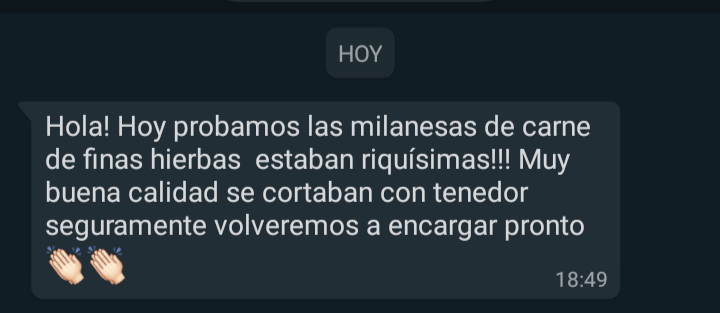 HOY
Hola! Hoy probamos las milanesas de carne
de finas hierbas  estaban riquísimas!!! Muy
buena calidad se cortaban con tenedor
seguramente volveremos a encargar pronto
👏🏻👏🏻
18:49